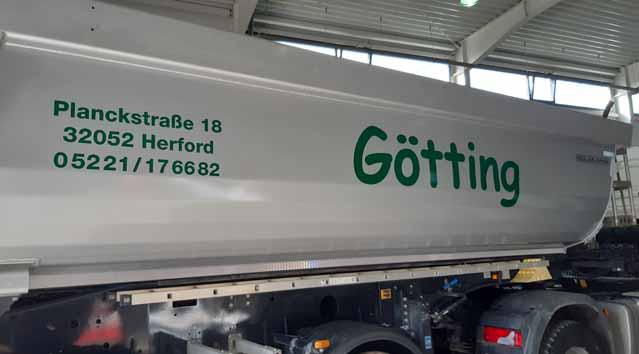 Planckstraße 18
32052 Herford
05221/176682
Götting